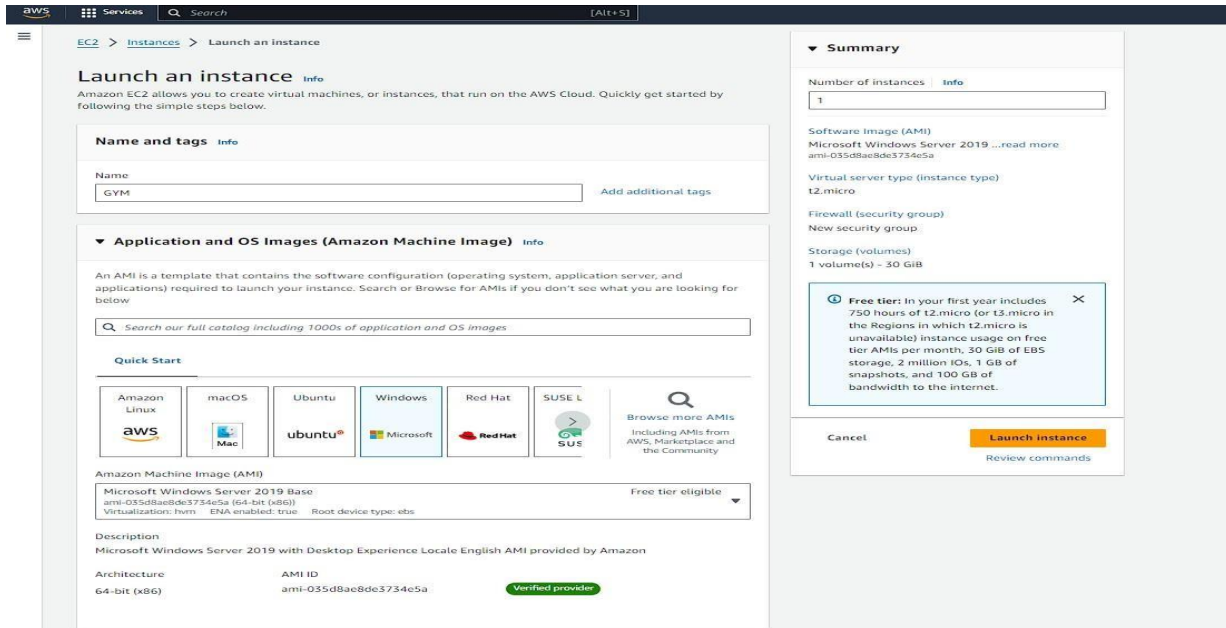 aws
Services
Search
[Alt+S]
EC2 > Instances > Launch an instance
Launch an instance Info
Amazon EC2 allows you to create virtual machines, or instances, that run on the AWS Cloud. Quickly get started by
following the simple steps below.
Name and tags Info
Name
GYM
Add additional tags
Application and OS Images (Amazon Machine Image) Info
An AMI is a template that contains the software configuration (operating system, application server, and
applications) required to launch your instance. Search or Browse for AMIs if you don't see what you are looking for
below
Search our full catalog including 1000s of application and OS images
Quick Start
Amazon
Linux
aws
macOS
Mac
Ubuntu
ubuntu®
Windows
Microsoft
Red Hat
Red Hat
SUSE L
SUS
Browse more AMIs
Including AMIs from
AWS, Marketplace and
the Community
Amazon Machine Image (AMI)
Microsoft Windows Server 2019 Base
Free tier eligible
ami-035d8ae8de3734e5a (64-bit (x86))
Virtualization: hvm ENA enabled: true Root device type: ebs
Description
Microsoft Windows Server 2019 with Desktop Experience Locale English AMI provided by Amazon
Architecture
64-bit (x86)
AMI ID
ami-035d8ae8de3734e5a
Verified provider
Summary
Number of instances Info
1
Software Image (AMI)
Microsoft Windows Server 2019 ...read more
ami-035d8ae8de3734e5a
Virtual server type (instance type)
t2.micro
Firewall (security group)
New security group
Storage (volumes)
1 volume(s) - 30 GiB
Free tier: In your first year includes
750 hours of t2.micro (or t3.micro in
the Regions in which t2.micro is
unavailable) instance usage on free
tier AMIs per month, 30 GiB of EBS
storage, 2 million IOs, 1 GB of
snapshots, and 100 GB of
bandwidth to the internet.
Cancel
Launch instance
Review commands